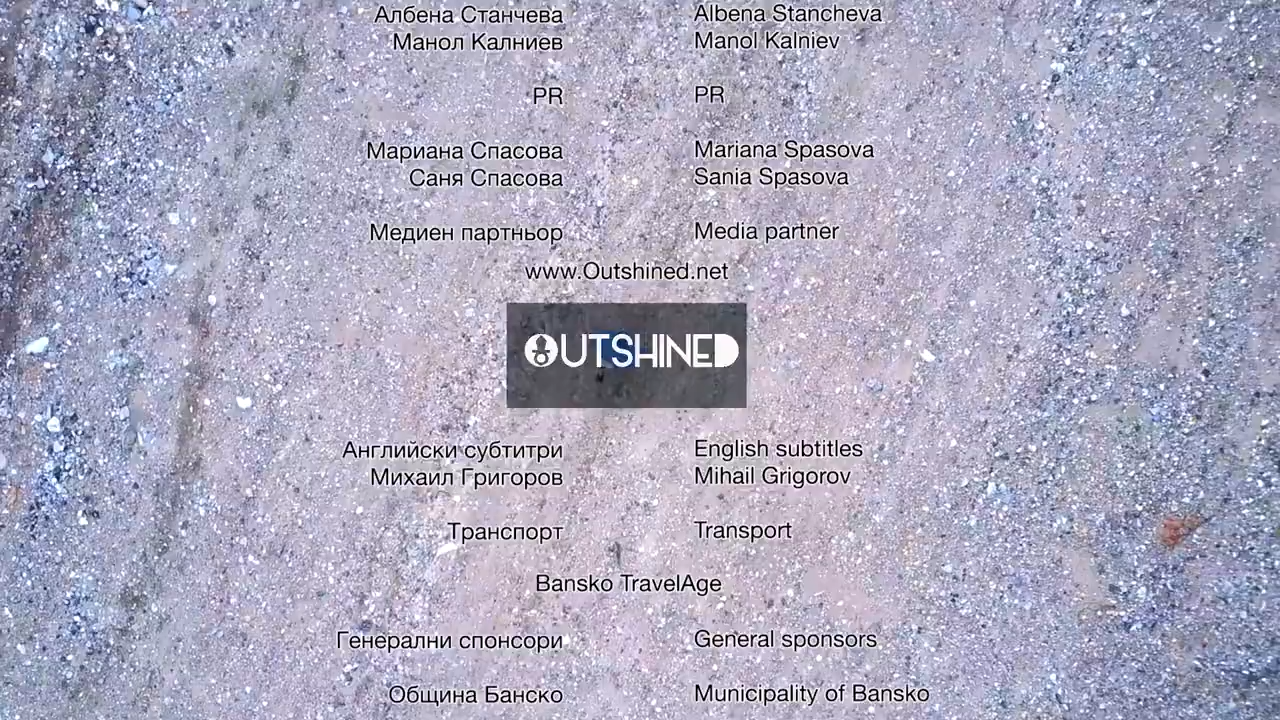 Албена Станчева Albena Stancheva
Манол Калниев Manol Kalniev
PR PR
Мариана Спасова Mariana Spasova
Саня Спасова Sania Spasova
Медиен партньор Media partner
www.Outshined.net
OUTSHINED
Английски субтитри English subtitles
Михаил Григоров Mihail Grigorov
Транспорт Transport
Bansko TravelAge
Генерални спонсори General sponsors
Община Банско Municipality of Bansko